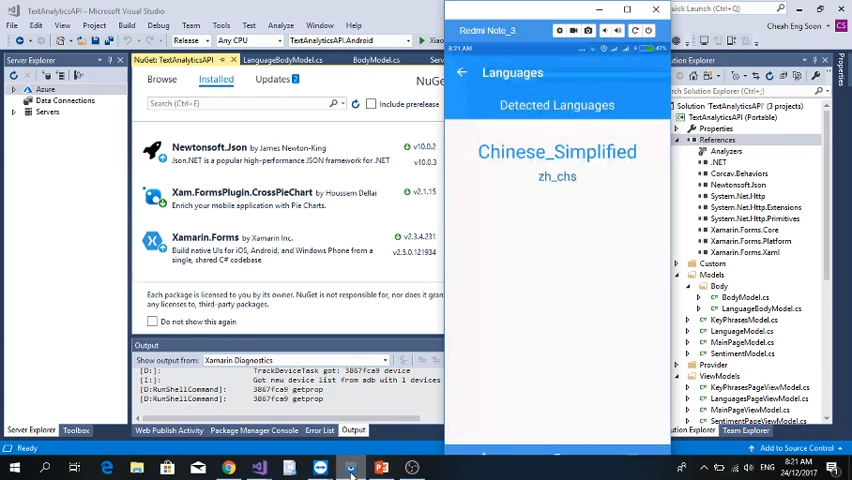 TextAnalyticsAPI - Microsoft Visual Studio
Quick Launch (Ctrl+Q)
File Edit View Project Build Debug Team Tools Test Analyze Window Help
Cheah Eng Soon
Release Any CPU TextAnalyticsAPI.Android
Server Explorer
Azure
Data Connections
Servers
NuGet: TextAnalyticsAPI LanguageBodyModel.cs BodyModel.cs
Browse Installed Updates 2
NuG
Search (Ctrl+E)
Include prerelease
Newtonsoft.Json by James Newton-King
Json.NET is a popular high-performance JSON framework for .NET
v10.0.2
v10.0.3
Xam.FormsPlugin.CrossPieChart by Houssem Dellai
Enrich your mobile application with Pie Charts.
v2.1.15
Xamarin.Forms by Xamarin Inc.
Build native UIs for iOS, Android, and Windows Phone from a
single, shared C# codebase
v2.3.4.231
v2.5.0.121934
Each package is licensed to you by its owner. NuGet is not responsible, nor does it grant
any licenses to, third-party packages.
Do not show this again
Output
Show output from: Xamarin Diagnostics
[D:]: TrackDeviceTask got: 3867fca9 device
[I:]: Got new device list from adb with 1 devices
[D:RunShellCommand]: 3867fca9 getprop
[D:RunShellCommand]: 3867fca9 getprop
Server Explorer Toolbox
Web Publish Activity Package Manager Console Error List Output
Ready
Redmi Note_3
8:21 AM
47%
Languages
Detected Languages
Chinese_Simplified
zh_chs
Search Solution Explorer (Ctrl+;)
Solution 'TextAnalyticsAPI' (3 projects)
TextAnalyticsAPI (Portable)
Properties
References
Analyzers
.NET
Corcav.Behaviors
Newtonsoft.Json
System.Net.Http
System.Net.Http.Extensions
System.Net.Http.Primitives
Xamarin.Forms.Core
Xamarin.Forms.Platform
Xamarin.Forms.Xaml
Custom
Models
Body
BodyModel.cs
LanguageBodyModel.cs
KeyPhrasesModel.cs
LanguageModel.cs
MainPageModel.cs
SentimentModel.cs
Provider
ViewModels
KeyPhrasesPageViewModel.cs
LanguagesPageViewModel.cs
MainPageViewModel.cs
Team Explorer
Properties
Add to Source Control
ENG
8:21 AM
24/12/2017